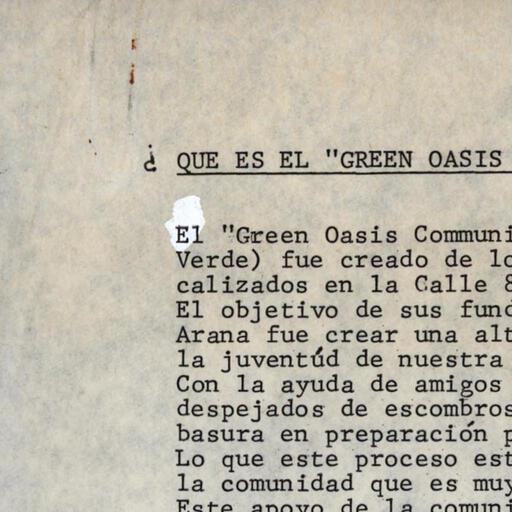 ¿ QUE ES EL "GREEN OASIS
El "Green Oasis Communi
Verde) fue creado de lo
calizados en la Calle 8
El objetivo de sus fund
Arana fue crear una alt
la juventúd de nuestra
Con la ayuda de amigos
despejados de escombros
basura en preparación p
Lo que este proceso est
la comunidad que es muy
Este apoyo de la comuni